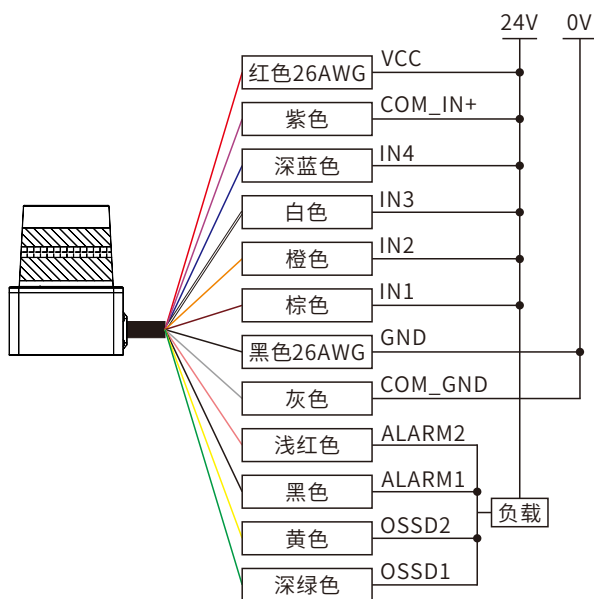 24V 0V
红色26AWG VCC
紫色 COM_IN+
深蓝色 IN4
白色 IN3
橙色 IN2
棕色 IN1
黑色26AWG GND
灰色 COM_GND
浅红色 ALARM2
黑色 ALARM1
负载
黄色 OSSD2
深绿色 OSSD1